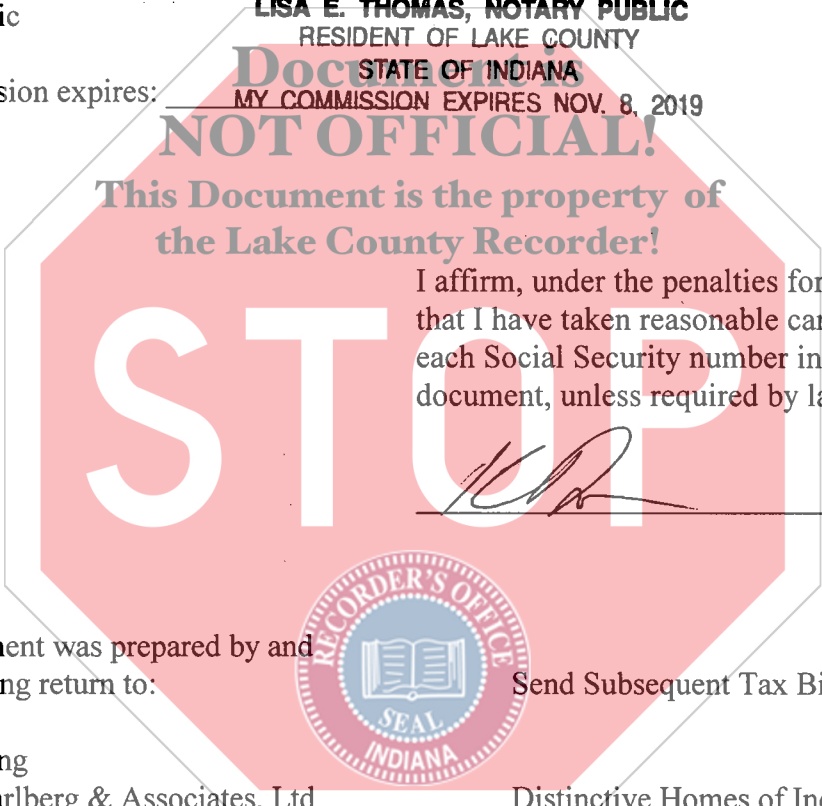 ic
LISA E. THOMAS, NOTARY PUBLIC
RESIDENT OF LAKE COUNTY
STATE OF INDIANA
sion expires: MY COMMISSION EXPIRES NOV. 8, 2019
Document is
NOT OFFICIAL!
This Document is the property of
the Lake County Recorder!
I affirm, under the penalties for
that I have taken reasonable car
each Social Security number in
document, unless required by la
STOP
RECORDER'S OFFICE
SEAL
INDIANA
ent was prepared by and
ng return to:
Send Subsequent Tax Bi
ng
arlberg & Associates, Ltd
Distinctive Homes of Ind